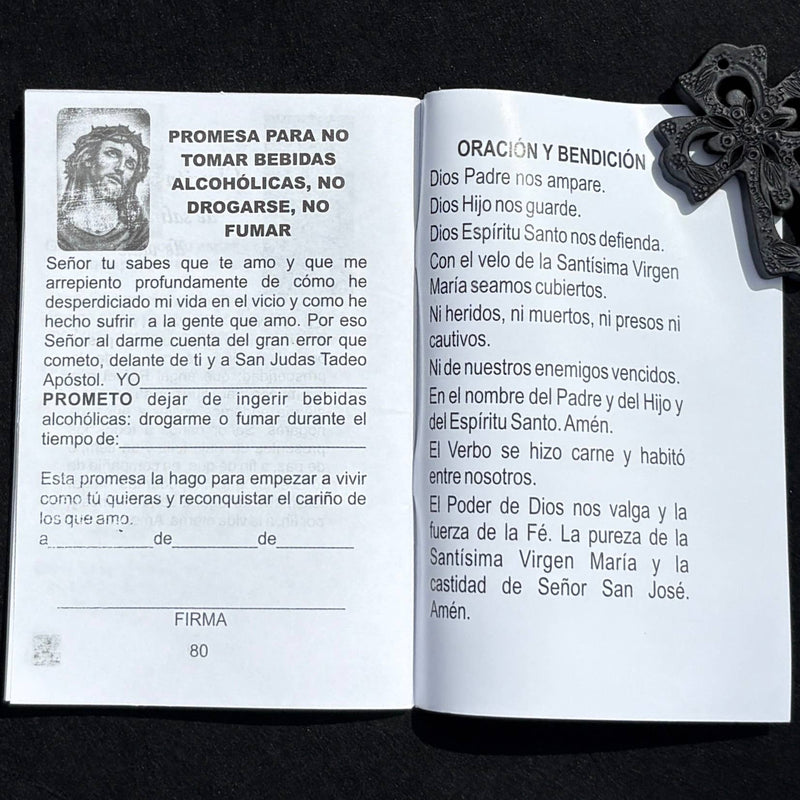 PROMESA PARA NO
TOMAR BEBIDAS
ALCOHÓLICAS, NO
DROGARSE, NO
FUMAR
Señor tu sabes que te amo y que me
arrepiento profundamente de cómo he
desperdiciado mi vida en el vicio y como he
hecho sufrir a la gente que amo. Por eso
Señor al darme cuenta del gran error que
cometo, delante de ti y a San Judas Tadeo
Apóstol. YO
PROMETO dejar de ingerir bebidas
alcohólicas: drogarme o fumar durante el
tiempo de:
Esta promesa la hago para empezar a vivir
como tú quieras y reconquistar el cariño de
los que amo.
a____________de____________de____________
FIRMA
80
ORACIÓN Y BENDICIÓN
Dios Padre nos ampare.
Dios Hijo nos guarde.
Dios Espíritu Santo nos defienda.
Con el velo de la Santísima Virgen
María seamos cubiertos.
Ni heridos, ni muertos, ni presos ni
cautivos.
Ni de nuestros enemigos vencidos.
En el nombre del Padre y del Hijo y
del Espíritu Santo. Amén.
El Verbo se hizo carne y habitó
entre nosotros.
El Poder de Dios nos valga y la
fuerza de la Fé. La pureza de la
Santísima Virgen María y la
castidad de Señor San José.
Amén.